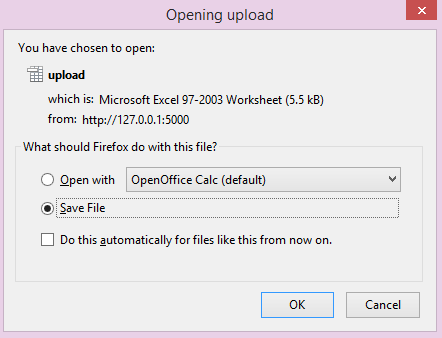 Opening upload
You have chosen to open:
upload
which is: Microsoft Excel 97-2003 Worksheet (5.5 kB)
from: http://127.0.0.1:5000
What should Firefox do with this file?
Open with OpenOffice Calc (default)
Save File
Do this automatically for files like this from now on.
OK Cancel